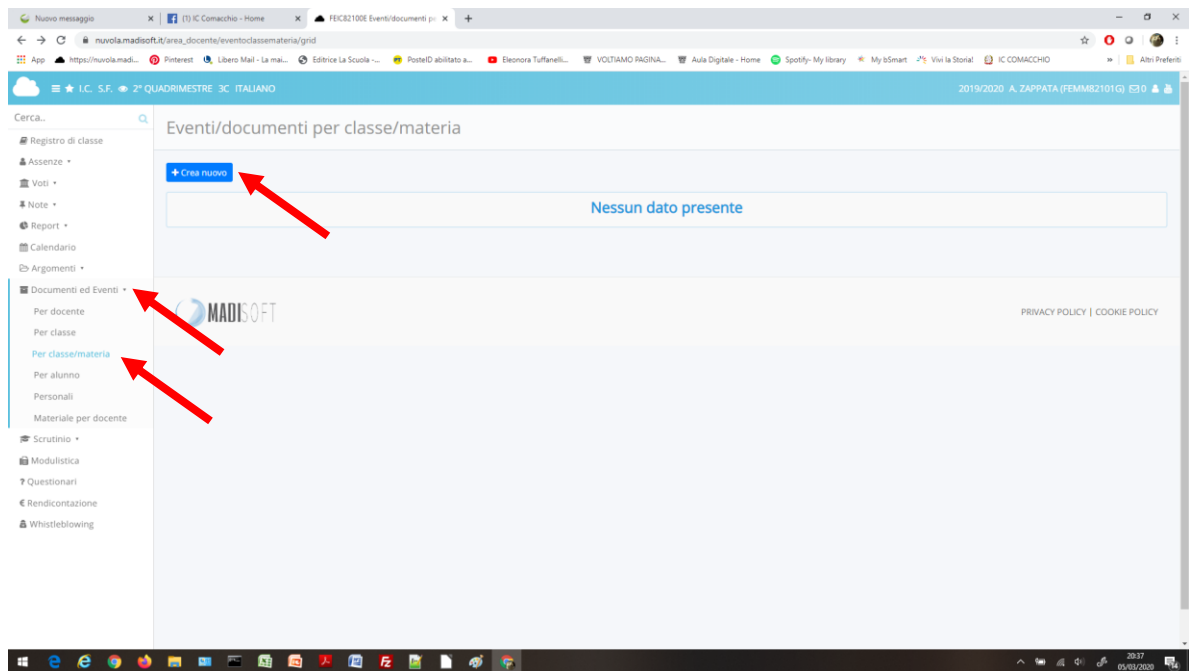 Nuovo messaggio
(1) IC Comacchio - Home
FEIC82100E Eventi/documenti pe
nuvola.madisoft.it/area_docente/eventoclassemateria/grid
App https://nuvola.madi... Pinterest Libero Mail - La mai... Editrice La Scuola -... PosteID abilitato a... Eleonora Tuffanelli... VOLTIAMO PAGINA... Aula Digitale - Home Spotify- My library My bSmart Vivi la Storia! IC COMACCHIO » Altri Preferiti
I.C. S.F. 2° QUADRIMESTRE 3C ITALIANO
2019/2020 A. ZAPPATA (FEMM82101G) 0
Cerca...
Registro di classe
Assenze
Voti
Note
Report
Calendario
Argomenti
Documenti ed Eventi
Per docente
Per classe
Per classe/materia
Per alunno
Personali
Materiale per docente
Scrutinio
Modulistica
Questionari
Rendicontazione
Whistleblowing
Eventi/documenti per classe/materia
+ Crea nuovo
Nessun dato presente
MADISOFT
PRIVACY POLICY | COOKIE POLICY
20:37
05/03/2020